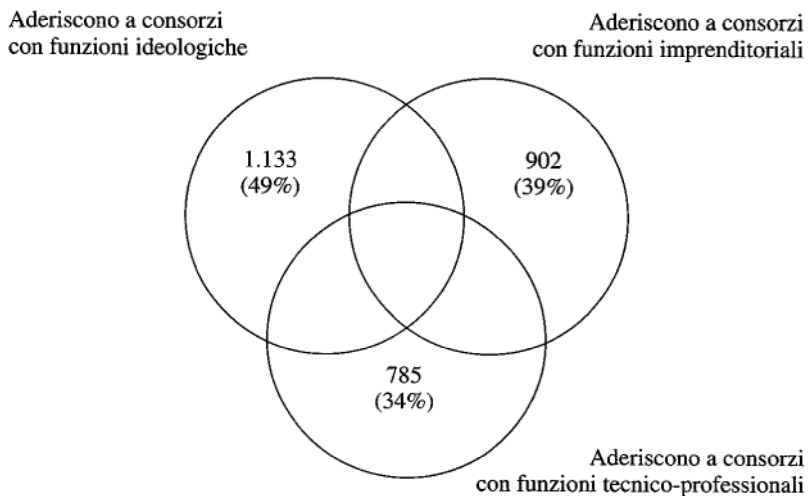 Aderiscono a consorzi
con funzioni ideologiche
Aderiscono a consorzi
con funzioni imprenditoriali
1.133
(49%)
902
(39%)
785
(34%)
Aderiscono a consorzi
con funzioni tecnico-professionali